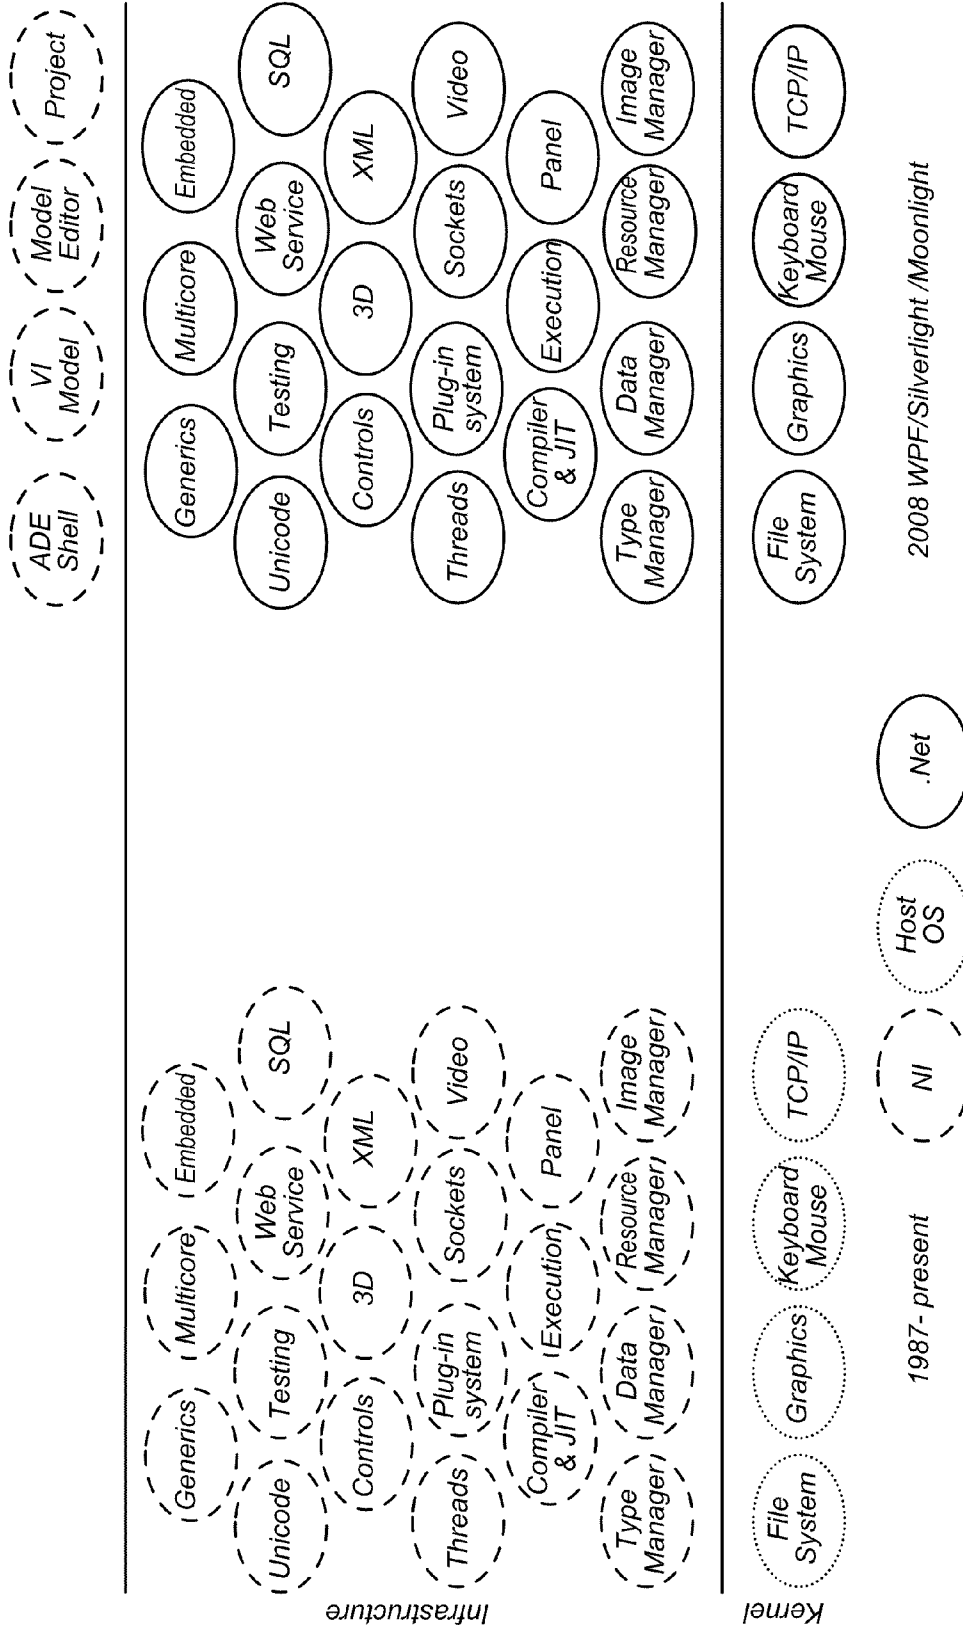 ADE
Shell
VI
Model
Model
Editor
Project
Infrastructure
Generics
Multicore
Embedded
Generics
Multicore
Embedded
Unicode
Testing
Web
Service
SQL
Unicode
Testing
Web
Service
SQL
Controls
3D
XML
Controls
3D
XML
Threads
Plug-in
system
Sockets
Video
Threads
Plug-in
system
Sockets
Video
Compiler
& JIT
Execution
Panel
Compiler
& JIT
Execution
Panel
Type
Manager
Data
Manager
Resource
Manager
Image
Manager
Type
Manager
Data
Manager
Resource
Manager
Image
Manager
Kernel
File
System
Graphics
Keyboard
Mouse
TCP/IP
File
System
Graphics
Keyboard
Mouse
TCP/IP
1987- present
NI
Host
OS
.Net
2008 WPF/Silverlight /Moonlight